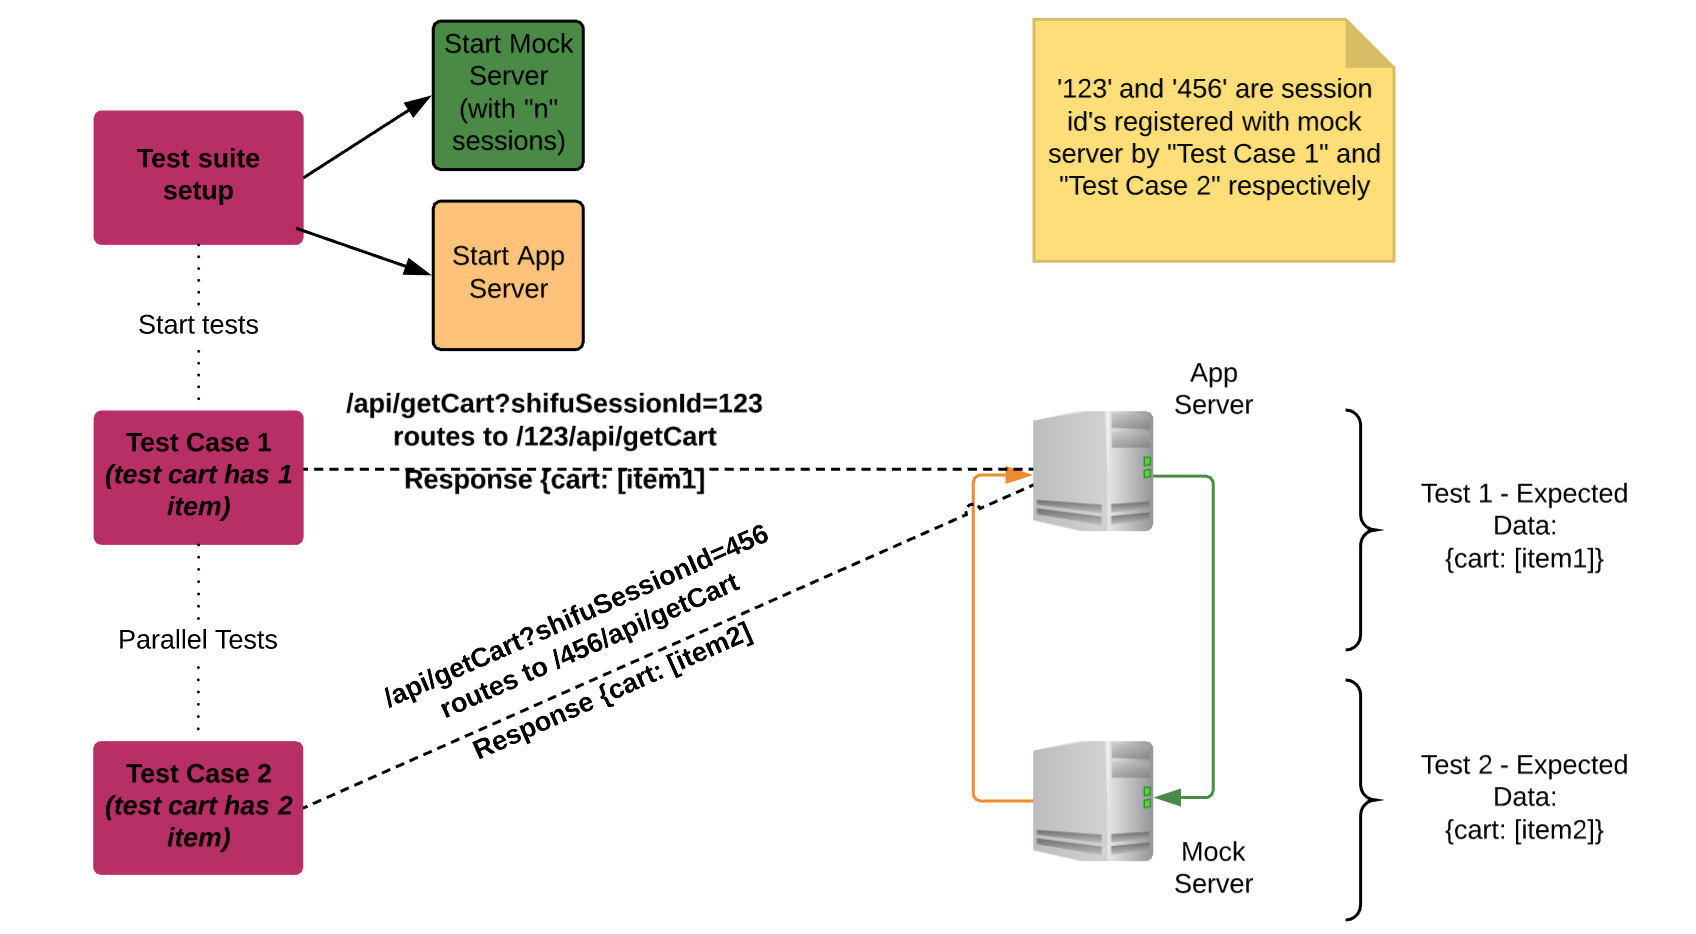 Start Mock
Server
(with "n"
sessions)
Test suite
setup
Start App
Server
'123' and '456' are session
id's registered with mock
server by "Test Case 1" and
"Test Case 2" respectively
Start tests
/api/getCart?shifuSessionId=123
routes to /123/api/getCart
Response {cart: [item1]
Test Case 1
(test cart has 1
item)
App
Server
Test 1 - Expected
Data:
{cart: [item1]}
Parallel Tests
/api/getCart?shifuSessionId=456
routes to /456/api/getCart
Response {cart: [item2]
Test Case 2
(test cart has 2
item)
Mock
Server
Test 2 - Expected
Data:
{cart: [item2]}